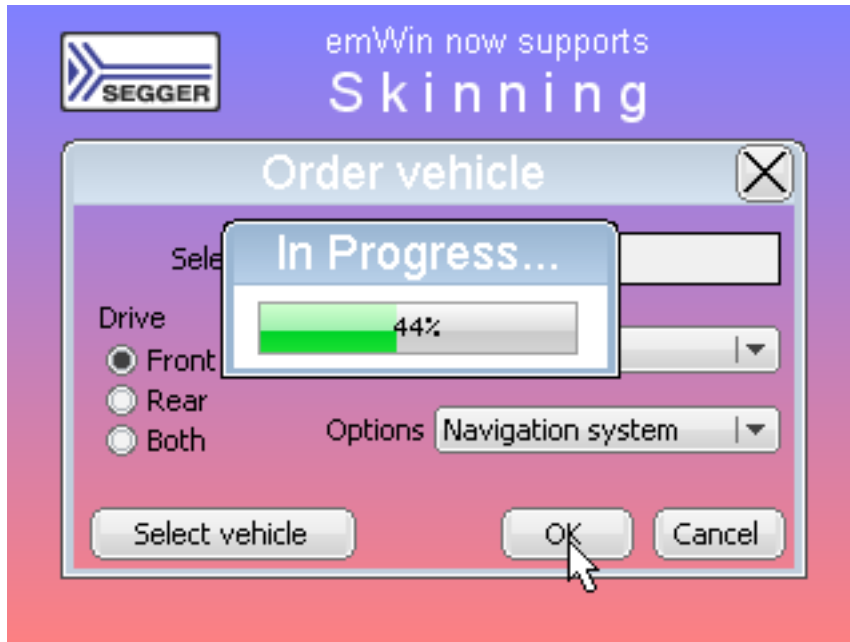 SEGGER
emWin now supports
Skinning
Order vehicle
In Progress...
44%
Drive
Front
Rear
Both
Options Navigation system
Select vehicle OK Cancel